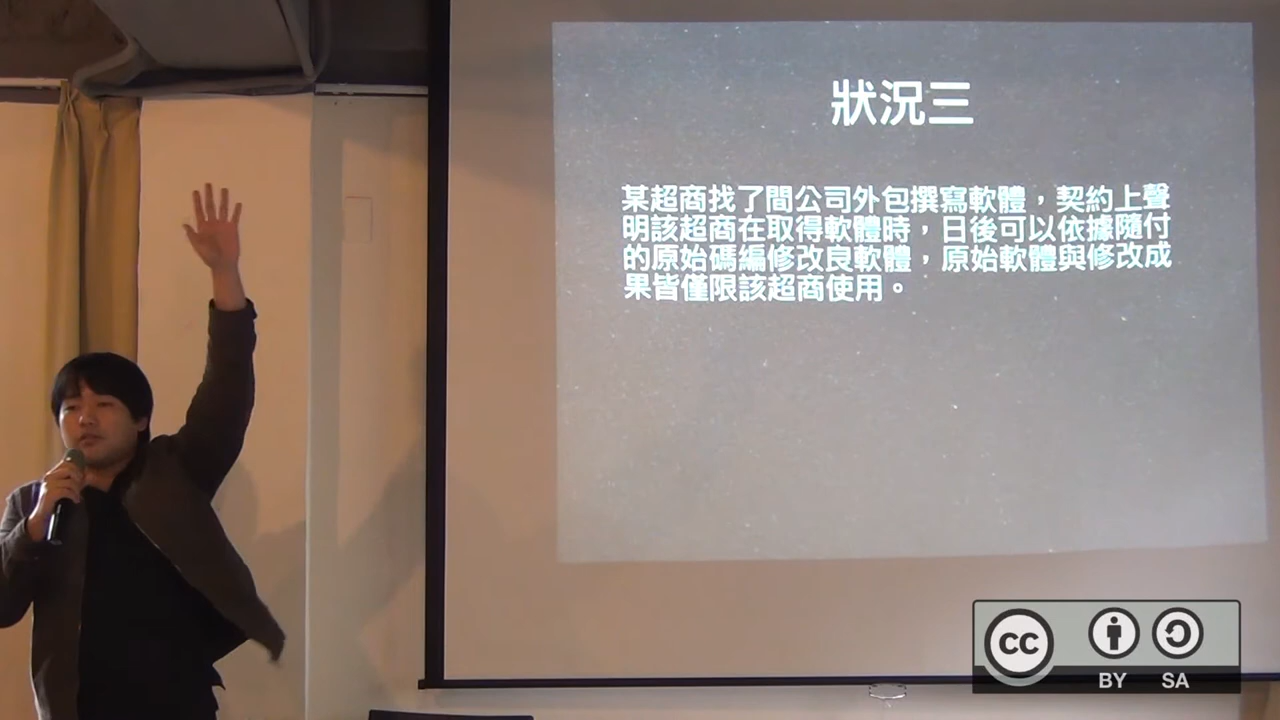 狀況三
某超商找了間公司外包撰寫軟體，契約上聲
明該超商在取得軟體時，日後可以依據隨付
的原始碼編修改良軟體，原始軟體與修改成
果皆僅限該超商使用。
cc
BY SA